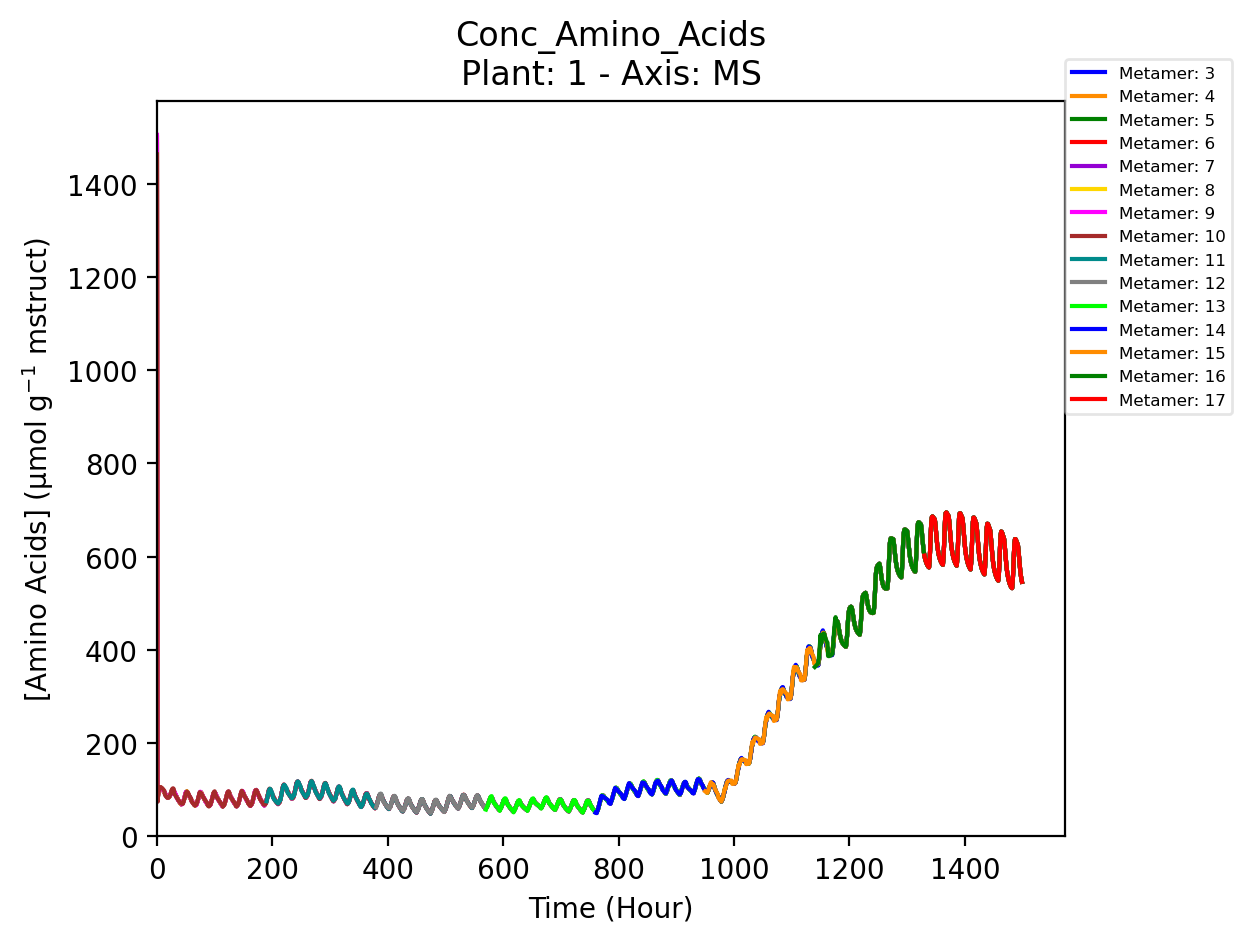 Conc_Amino_Acids
Plant: 1 - Axis: MS
[Amino Acids] (µmol g⁻¹ mstruct)
1400
1200
1000
800
600
400
200
0
0 200 400 600 800 1000 1200 1400
Time (Hour)
Metamer: 3
Metamer: 4
Metamer: 5
Metamer: 6
Metamer: 7
Metamer: 8
Metamer: 9
Metamer: 10
Metamer: 11
Metamer: 12
Metamer: 13
Metamer: 14
Metamer: 15
Metamer: 16
Metamer: 17